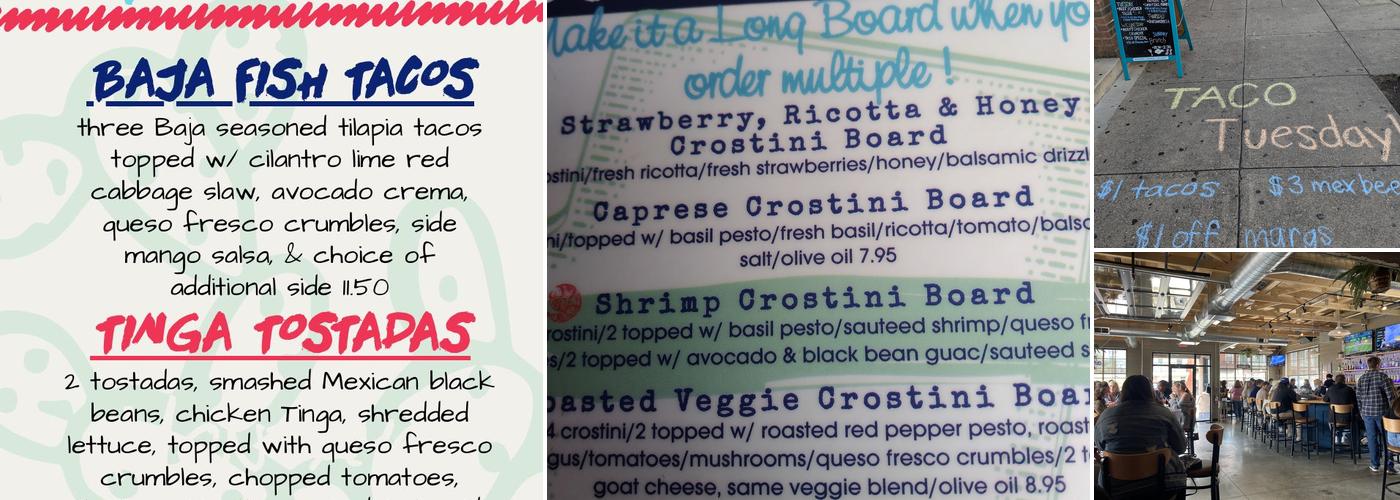 BAJA FISH TACOS
three Baja seasoned tilapia tacos
topped w/ cilantro lime red
cabbage slaw, avocado crema,
queso fresco crumbles, side
mango salsa, & choice of
additional side 11.50
TINGA TOSTADAS
2 tostadas, smashed Mexican black
beans, chicken Tinga, shredded
lettuce, topped with queso fresco
crumbles, chopped tomatoes,
Make it a Long Board when yo
order multiple!
Strawberry, Ricotta & Honey
Crostini Board
ostini/fresh ricotta/fresh strawberries/honey/balsamic drizzl
Caprese Crostini Board
ni/topped w/ basil pesto/fresh basil/ricotta/tomato/balsa
salt/olive oil 7.95
Shrimp Crostini Board
rostini/2 topped w/ basil pesto/sauteed shrimp/queso fr
s/2 topped w/ avocado & black bean guac/sauteed s
oasted Veggie Crostini Boar
4 crostini/2 topped w/ roasted red pepper pesto, roast
gus/tomatoes/mushrooms/queso fresco crumbles/2 t
goat cheese, same veggie blend/olive oil 8.95
TACO
Tuesday
$1 tacos $3 mex bee
$1 off margs